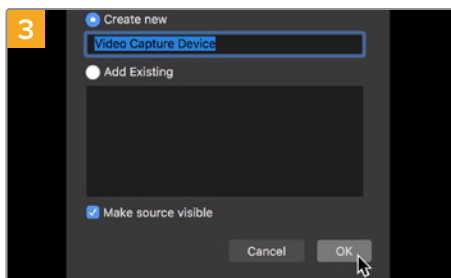 3
Create new
Video Capture Device
Add Existing
Make source visible
Cancel OK